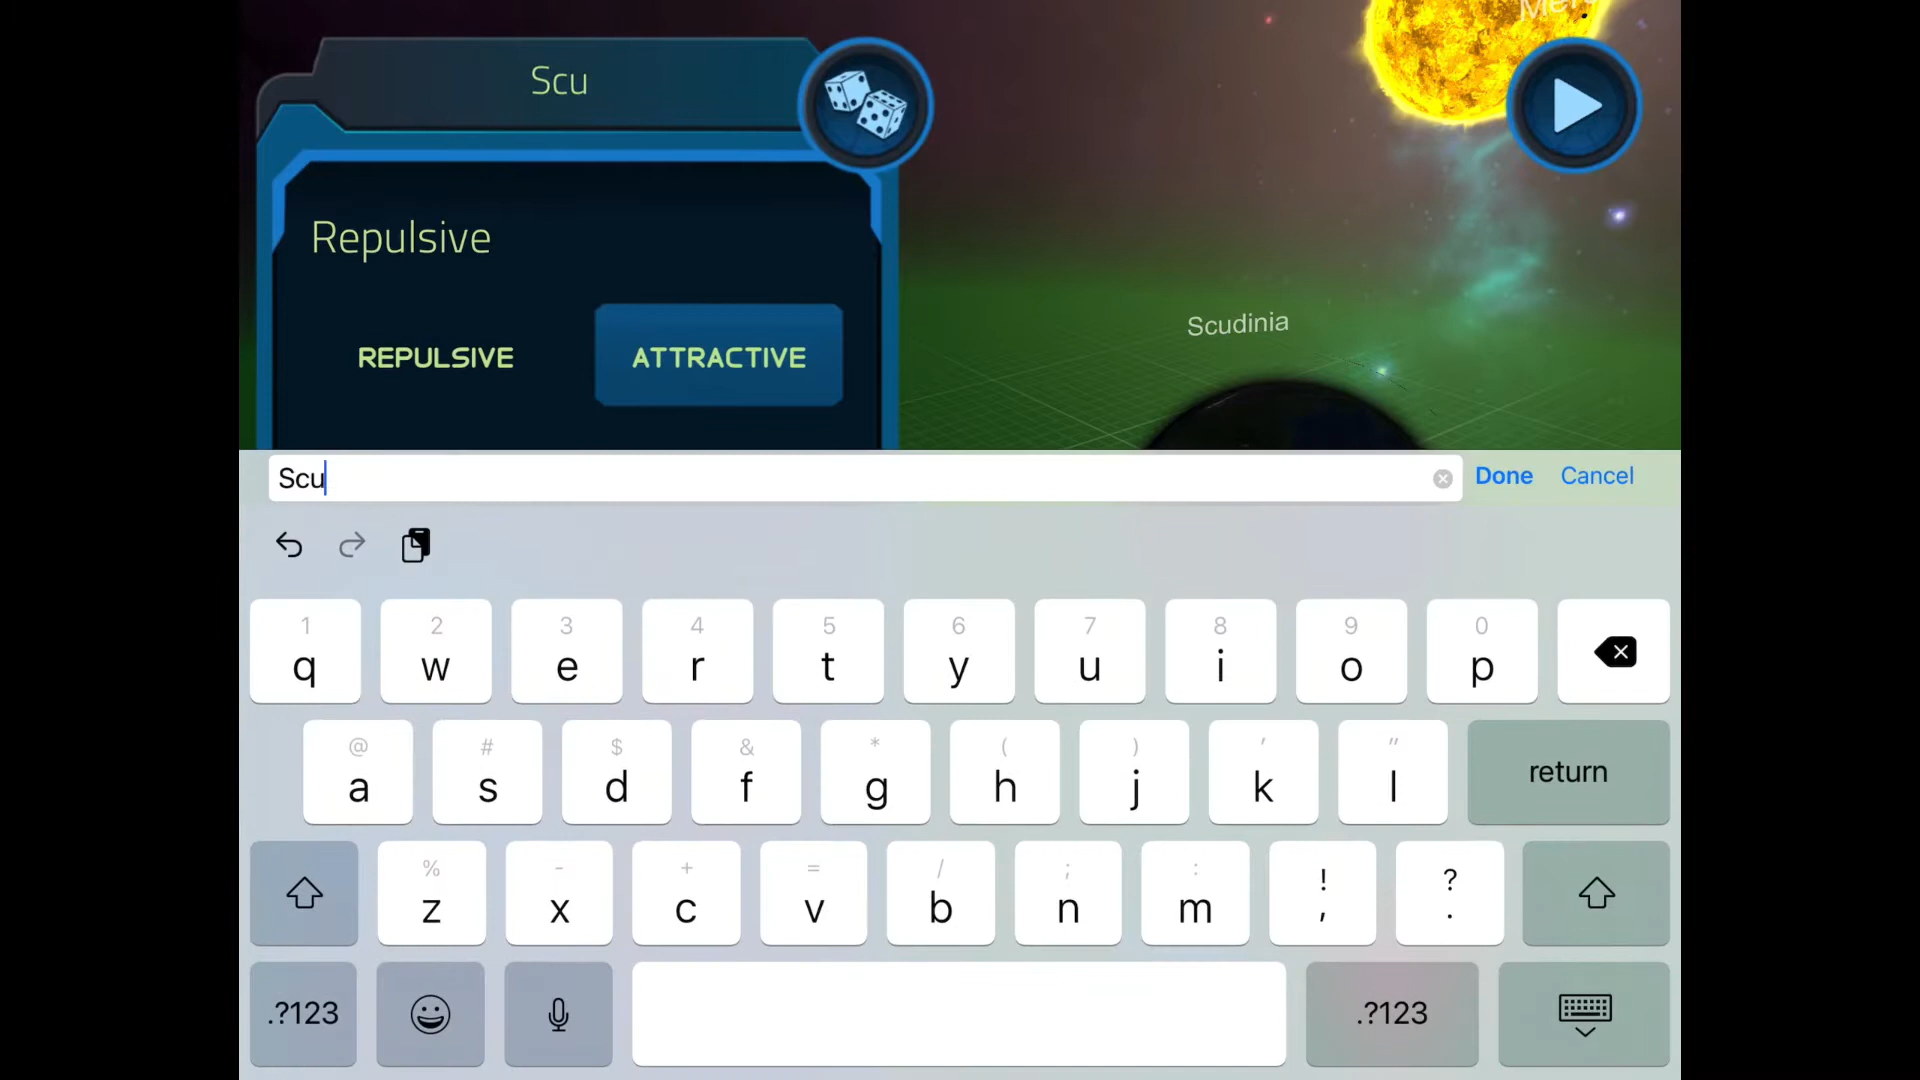 Merc
Scu
Repulsive
REPULSIVE ATTRACTIVE
Scudinia
Scu Done Cancel
1 2 3 4 5 6 7 8 9 0
q w e r t y u i o p
@ # $ & * ( ) ' "
a s d f g h j k l return
% - + = / ; : ! ?
z x c v b n m , .
.?123 .?123